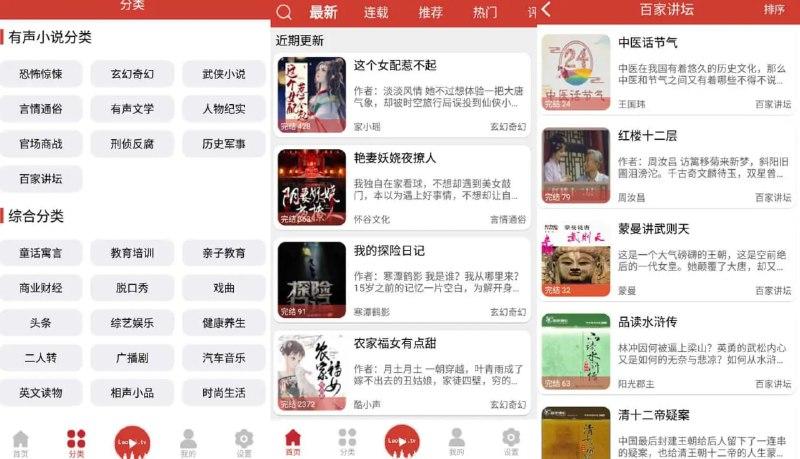 分类
有声小说分类
恐怖惊悚
玄幻奇幻
武侠小说
言情通俗
有声文学
人物纪实
官场商战
刑侦反腐
历史军事
百家讲坛
综合分类
童话寓言
教育培训
亲子教育
商业财经
脱口秀
戏曲
头条
综艺娱乐
健康养生
二人转
广播剧
汽车音乐
英文读物
相声小品
时尚生活
首页
分类
我的
设置
最新
连载
推荐
热门
近期更新
这个女配惹不起
作者：淡淡风情 她不过想体验一把大唐
气象，却被时空旅行局误投到仙侠小...
完结 428
家小瑶
玄幻奇幻
艳妻妖娆夜撩人
我独自在家看球，不想却遇到美女敲
门，本以为遇上好事情，不想却让自...
怀谷文化
言情通俗
我的探险日记
作者：寒潭鹤影 我是谁？我从哪里来？
15岁之前的记忆一片空白，为解开身...
完结 91
寒潭鹤影
玄幻奇幻
农家福女有点甜
作者：月土月土 一朝穿越，叶青雨成了
嫁不出去的丑姑娘，家徒四壁，穷的...
完结 2372
酷小声
玄幻奇幻
首页
分类
我的
设置
百家讲坛
排序
中医话节气
中医在我国有着悠久的历史文化，那么
中医和节气之间又有着哪些不得不说...
完结 24
王国玮
百家讲坛
红楼十二层
作者：周汝昌 访篱移菊来新梦，斜阳旧
圃泪滂沱。千古奇文麟待玉，双星普...
完结 79
周汝昌
百家讲坛
蒙曼讲武则天
这是一个大气磅礴的王朝，这是空前绝
后的一代女皇。她颠覆了大唐，却又...
完结 32
蒙曼
百家讲坛
品读水浒传
林冲因何被逼上梁山？英勇的武松内心
又是如何的无奈与悲凉？如何从水浒...
完结 63
阳光郡主
百家讲坛
清十二帝疑案
中国最后封建王朝给后人留下了一连串
的疑案，也给清王朝十二帝的人生蒙...